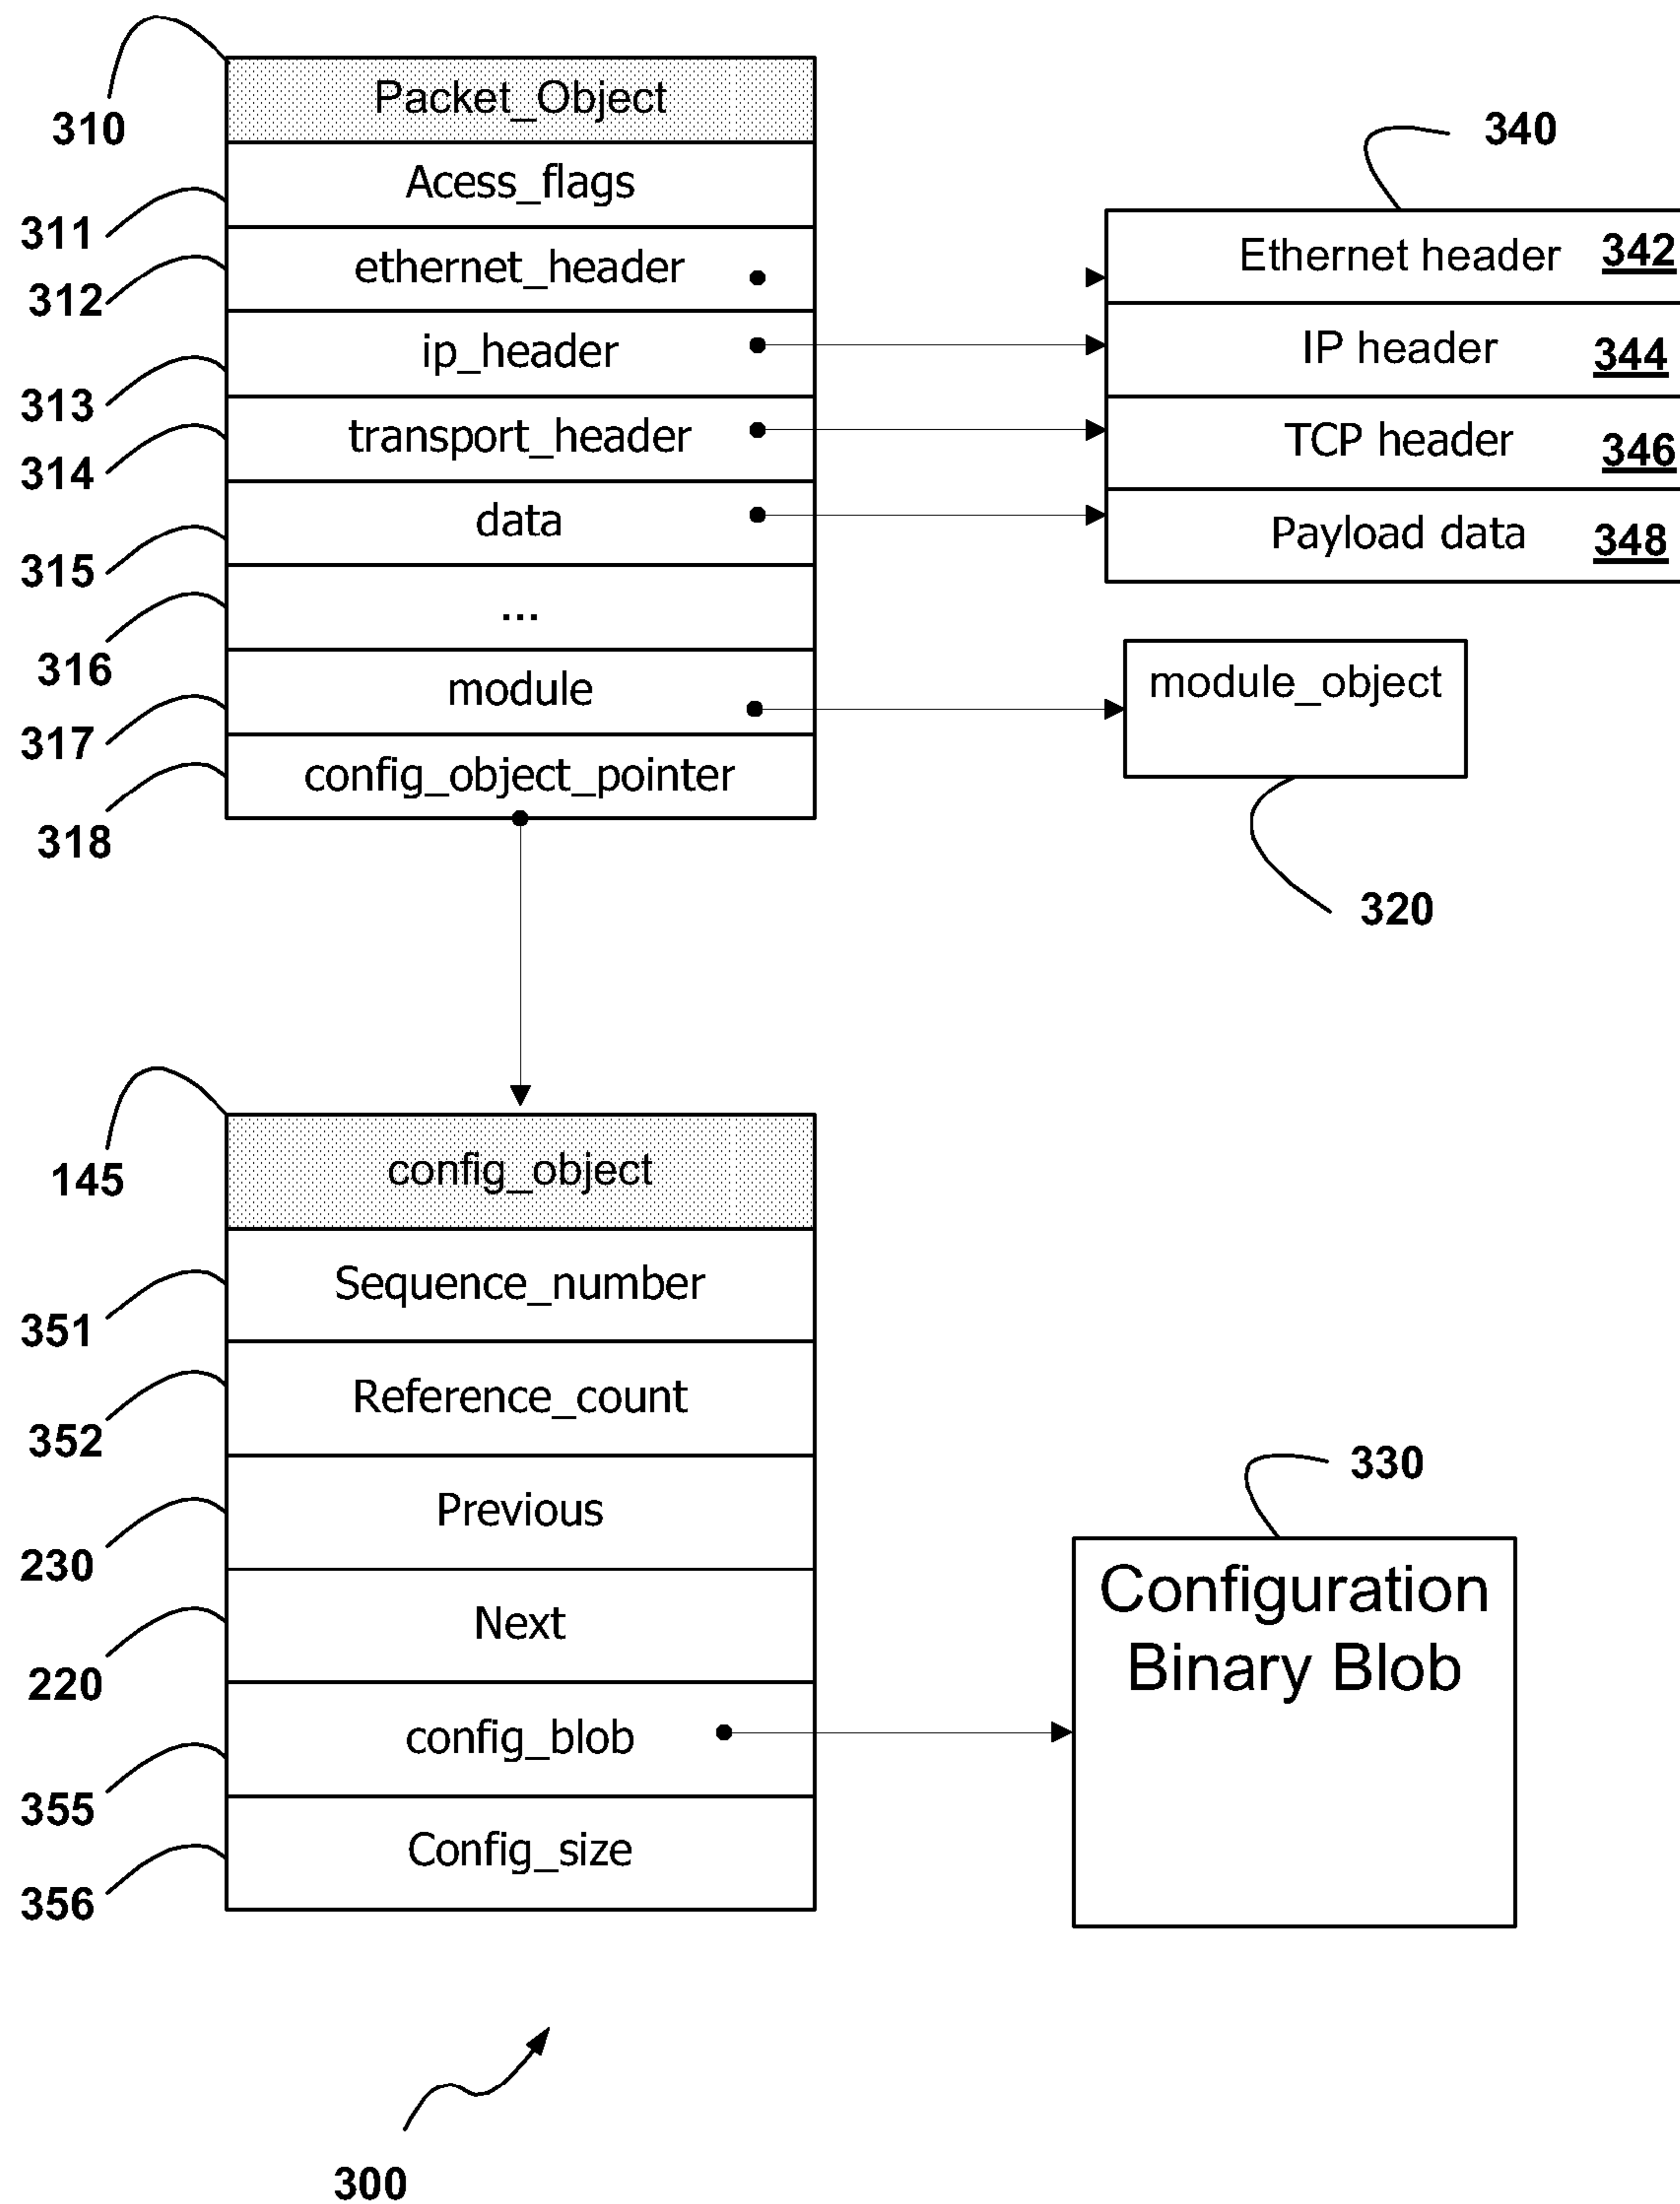 310
Packet_Object
311
Acess_flags
312
ethernet_header
313
ip_header
314
transport_header
315
data
316
...
317
module
318
config_object_pointer
340
Ethernet header 342
IP header 344
TCP header 346
Payload data 348
module_object
320
145
config_object
351
Sequence_number
352
Reference_count
230
Previous
220
Next
355
config_blob
356
Config_size
330
Configuration
Binary Blob
300